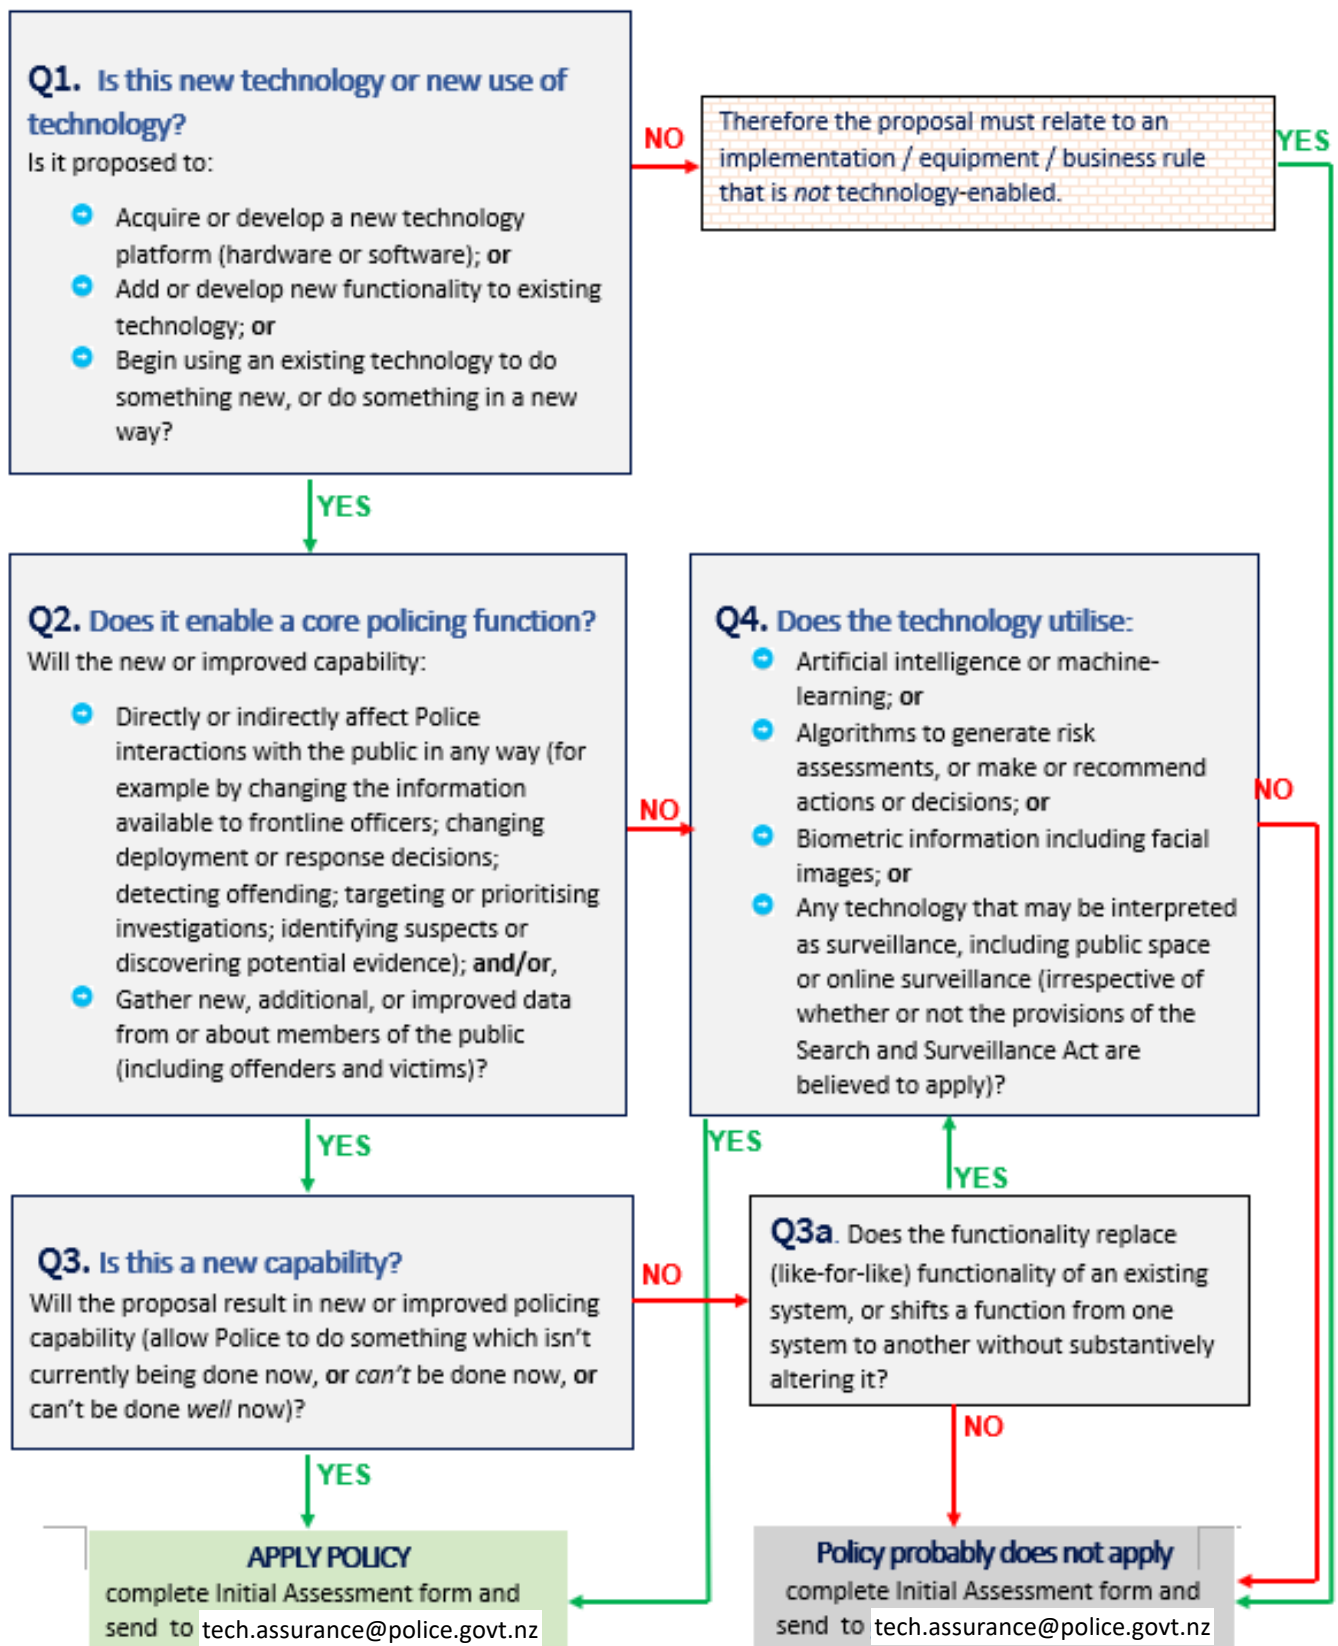 Q1. Is this new technology or new use of
technology?
Is it proposed to:
Acquire or develop a new technology
platform (hardware or software); or
Add or develop new functionality to existing
technology; or
Begin using an existing technology to do
something new, or do something in a new
way?
NO
Therefore the proposal must relate to an
implementation / equipment / business rule
that is not technology-enabled.
YES
YES
Q2. Does it enable a core policing function?
Will the new or improved capability:
Directly or indirectly affect Police
interactions with the public in any way (for
example by changing the information
available to frontline officers; changing
deployment or response decisions;
detecting offending; targeting or prioritising
investigations; identifying suspects or
discovering potential evidence); and/or,
Gather new, additional, or improved data
from or about members of the public
(including offenders and victims)?
NO
Q4. Does the technology utilise:
Artificial intelligence or machine-
learning; or
Algorithms to generate risk
assessments, or make or recommend
actions or decisions; or
Biometric information including facial
images; or
Any technology that may be interpreted
as surveillance, including public space
or online surveillance (irrespective of
whether or not the provisions of the
Search and Surveillance Act are
believed to apply)?
NO
YES
YES
YES
Q3. Is this a new capability?
Will the proposal result in new or improved policing
capability (allow Police to do something which isn't
currently being done now, or can't be done now, or
can't be done well now)?
NO
Q3a. Does the functionality replace
(like-for-like) functionality of an existing
system, or shifts a function from one
system to another without substantively
altering it?
YES
NO
APPLY POLICY
complete Initial Assessment form and
send to tech.assurance@police.govt.nz
Policy probably does not apply
complete Initial Assessment form and
send to tech.assurance@police.govt.nz